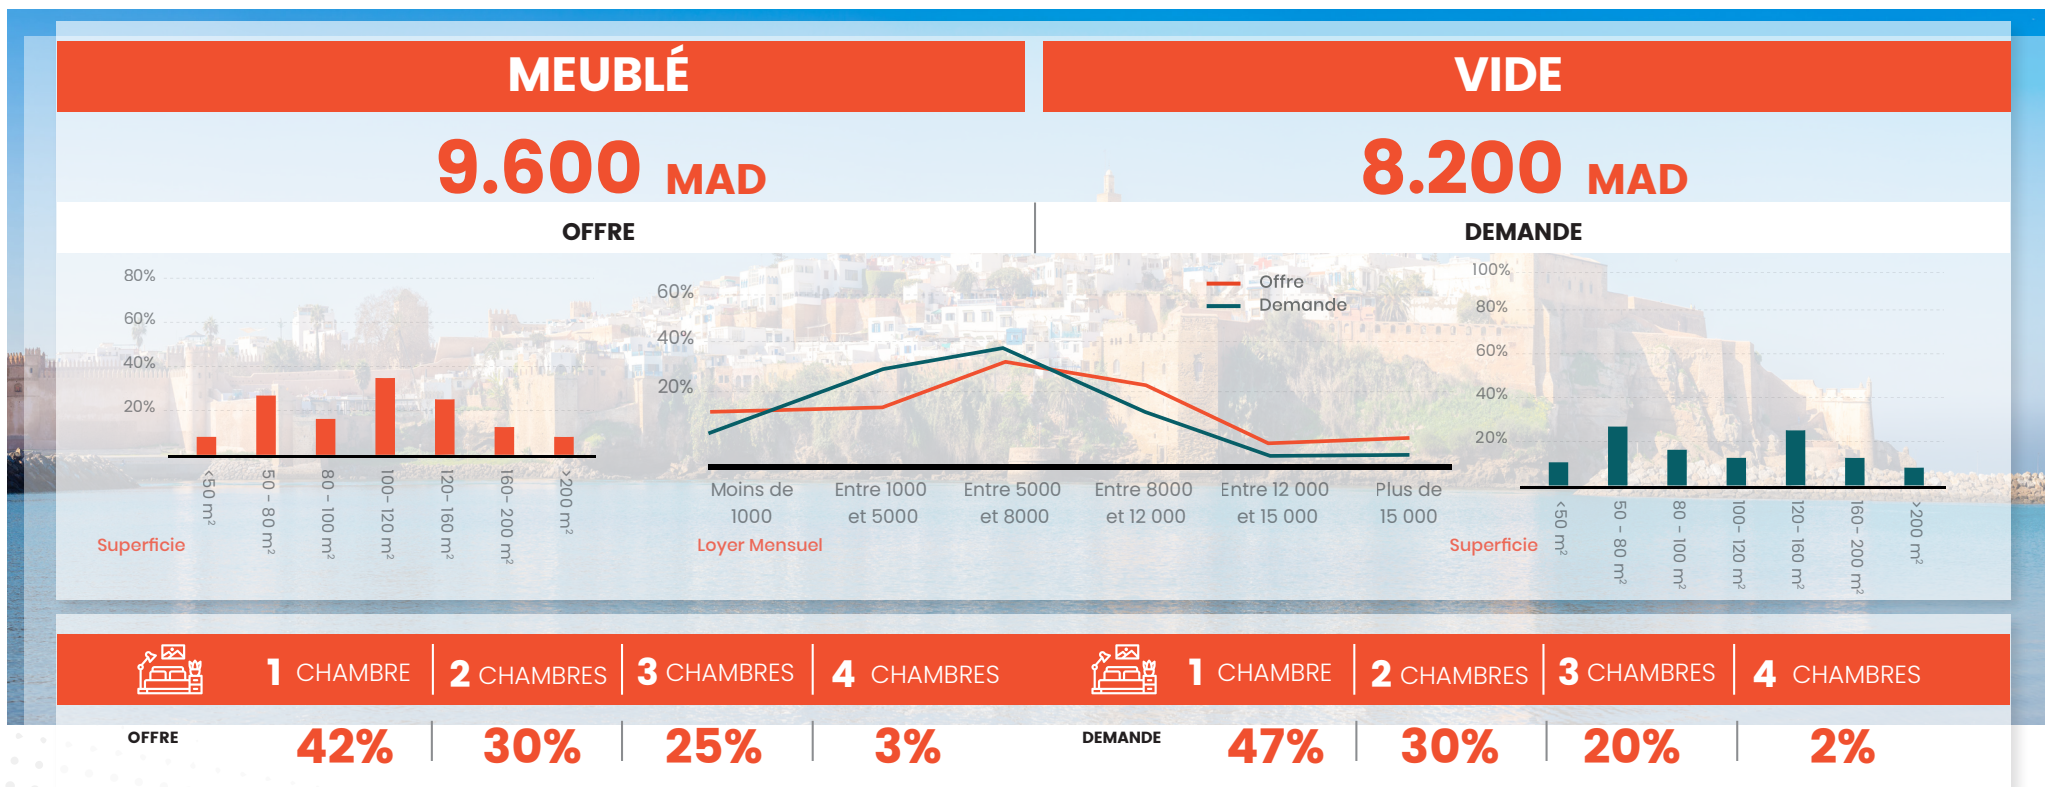 MEUBLÉ
9.600 MAD
VIDE
8.200 MAD
OFFRE
DEMANDE
80%
60%
40%
20%
<50 m²
50 - 80 m²
80 - 100 m²
100- 120 m²
120- 160 m²
160- 200 m²
>200 m²
Superficie
60%
40%
20%
Offre
Demande
Moins de
1000
Entre 1000
et 5000
Entre 5000
et 8000
Entre 8000
et 12 000
Entre 12 000
et 15 000
Plus de
15 000
Loyer Mensuel
100%
80%
60%
40%
20%
<50 m²
50 - 80 m²
80 - 100 m²
100- 120 m²
120- 160 m²
160- 200 m²
>200 m²
Superficie
1 CHAMBRE
2 CHAMBRES
3 CHAMBRES
4 CHAMBRES
OFFRE
42%
30%
25%
3%
1 CHAMBRE
2 CHAMBRES
3 CHAMBRES
4 CHAMBRES
DEMANDE
47%
30%
20%
2%